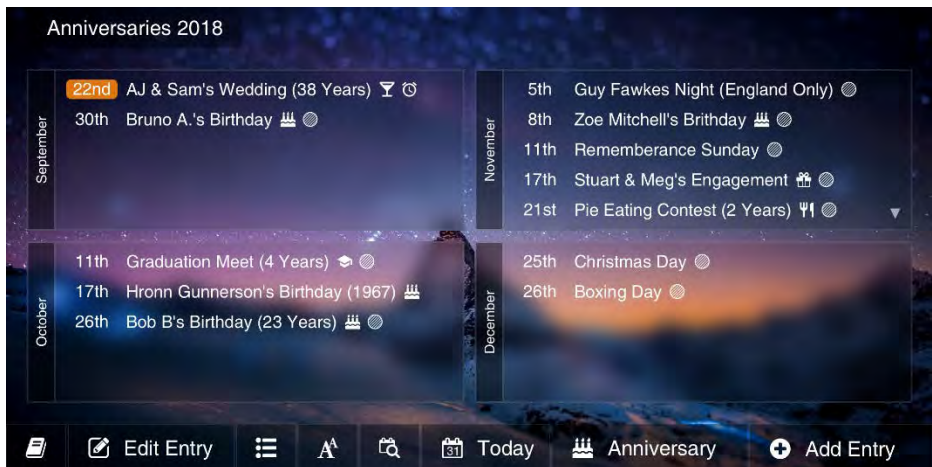 Anniversaries 2018
September
22nd AJ & Sam's Wedding (38 Years)
30th Bruno A.'s Birthday
November
5th Guy Fawkes Night (England Only)
8th Zoe Mitchell's Brithday
11th Rememberance Sunday
17th Stuart & Meg's Engagement
21st Pie Eating Contest (2 Years)
October
11th Graduation Meet (4 Years)
17th Hronn Gunnerson's Birthday (1967)
26th Bob B's Birthday (23 Years)
December
25th Christmas Day
26th Boxing Day
Edit Entry AA 31 Today Anniversary Add Entry